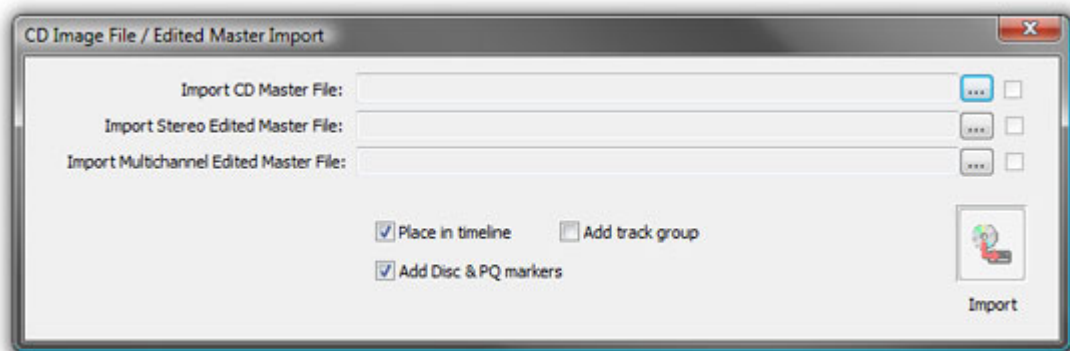 CD Image File / Edited Master Import
Import CD Master File: ...
Import Stereo Edited Master File: ...
Import Multichannel Edited Master File: ...
Place in timeline Add track group
Add Disc & PQ markers
Import